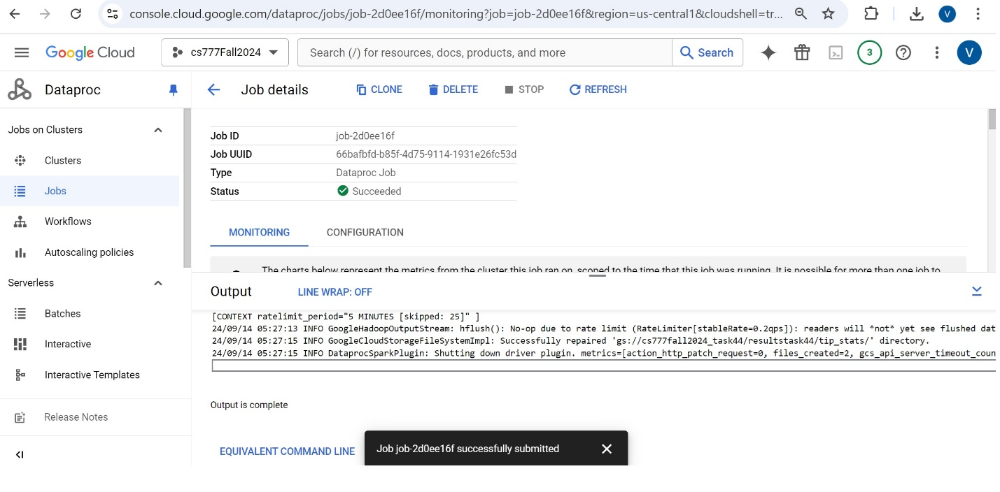 console.cloud.google.com/dataproc/jobs/job-2d0ee16f/monitoring?job=job-2d0ee16f&region=us-central1&cloudshell=tr...
V
Google Cloud
cs777Fall2024
Search (/) for resources, docs, products, and more
Search
3
V
Dataproc
Job details
CLONE
DELETE
STOP
REFRESH
Jobs on Clusters
Clusters
Jobs
Workflows
Autoscaling policies
Serverless
Batches
Interactive
Interactive Templates
Release Notes
Job ID job-2d0ee16f
Job UUID 66bafbfd-b85f-4d75-9114-1931e26fc53d
Type Dataproc Job
Status Succeeded
MONITORING CONFIGURATION
The charts below represent the metrics from the cluster this job ran on, scoped to the time that this job was running. It is possible for more than one job to
Output LINE WRAP: OFF
[CONTEXT ratelimit_period="5 MINUTES [skipped: 25]" ]
24/09/14 05:27:13 INFO GoogleHadoopOutputStream: hflush(): No-op due to rate limit (RateLimiter[stableRate=0.2qps]): readers will *not* yet see flushed dat
24/09/14 05:27:15 INFO GoogleCloudStorageFileSystemImpl: Successfully repaired 'gs://cs777fall2024_task44/resultstask44/tip_stats/' directory.
24/09/14 05:27:15 INFO DataprocSparkPlugin: Shutting down driver plugin. metrics=[action_http_patch_request=0, files_created=2, gcs_api_server_timeout_coun
Output is complete
EQUIVALENT COMMAND LINE
Job job-2d0ee16f successfully submitted